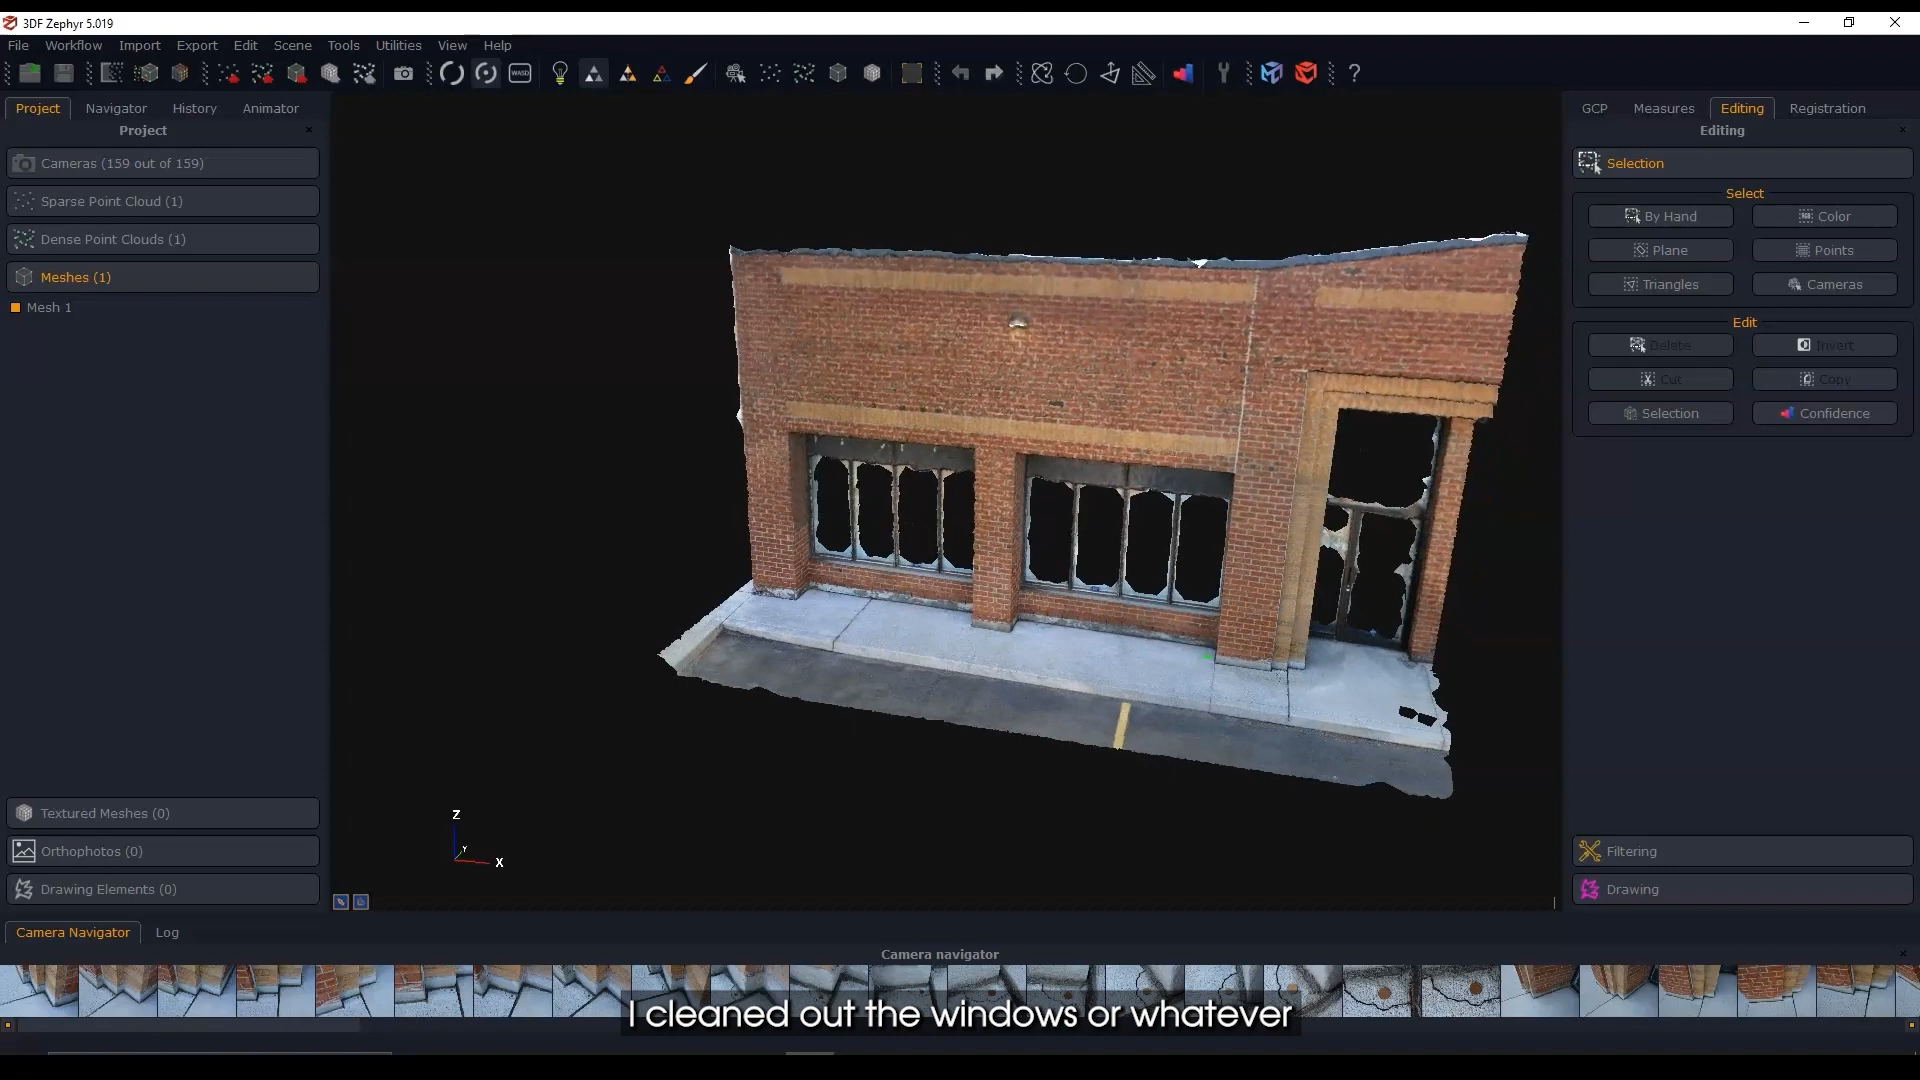 3DF Zephyr 5.019
File Workflow Import Export Edit Scene Tools Utilities View Help
WASD
?
Project Navigator History Animator
Project
Cameras (159 out of 159)
Sparse Point Cloud (1)
Dense Point Clouds (1)
Meshes (1)
Mesh 1
Textured Meshes (0)
Orthophotos (0)
Drawing Elements (0)
Z
Y
X
GCP Measures Editing Registration
Editing
Selection
Select
By Hand Color
Plane Points
Triangles Cameras
Edit
Delete Invert
Cut Copy
Selection Confidence
Filtering
Drawing
Camera Navigator Log
Camera navigator
I cleaned out the windows or whatever